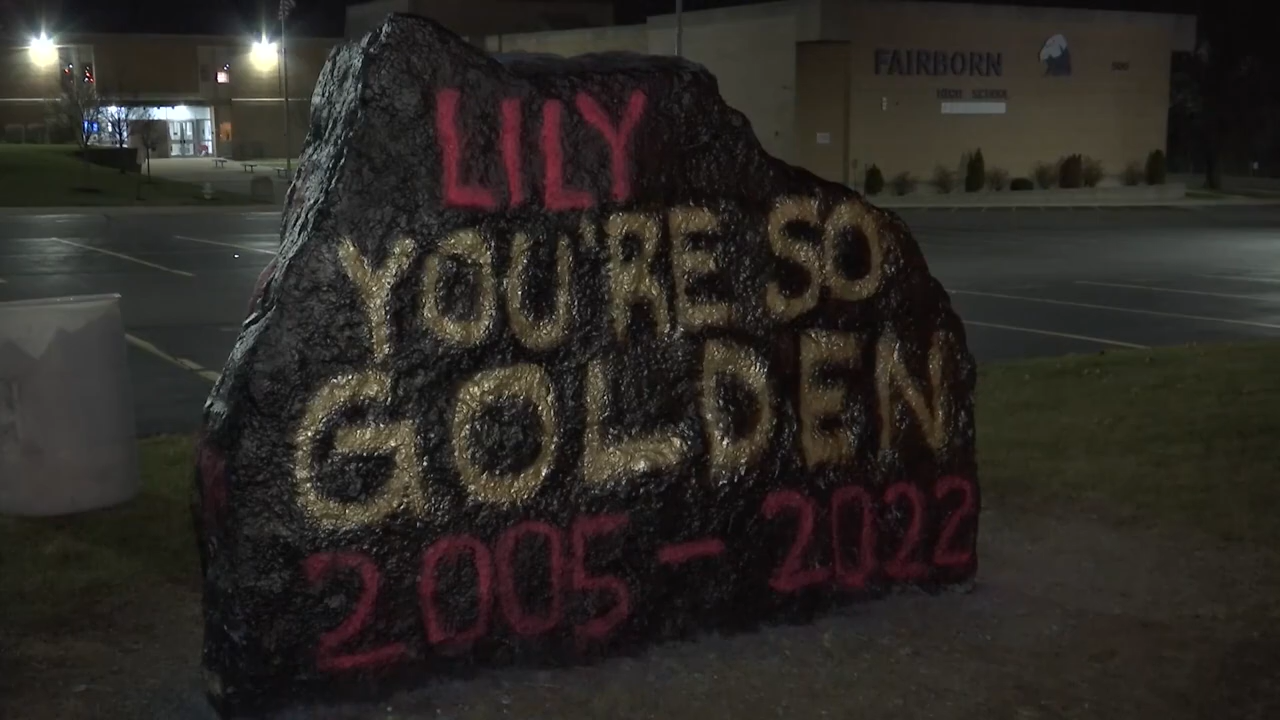 FAIRBORN
HIGH SCHOOL
LILY
YOU'RE SO
GOLDEN
2005 - 2022